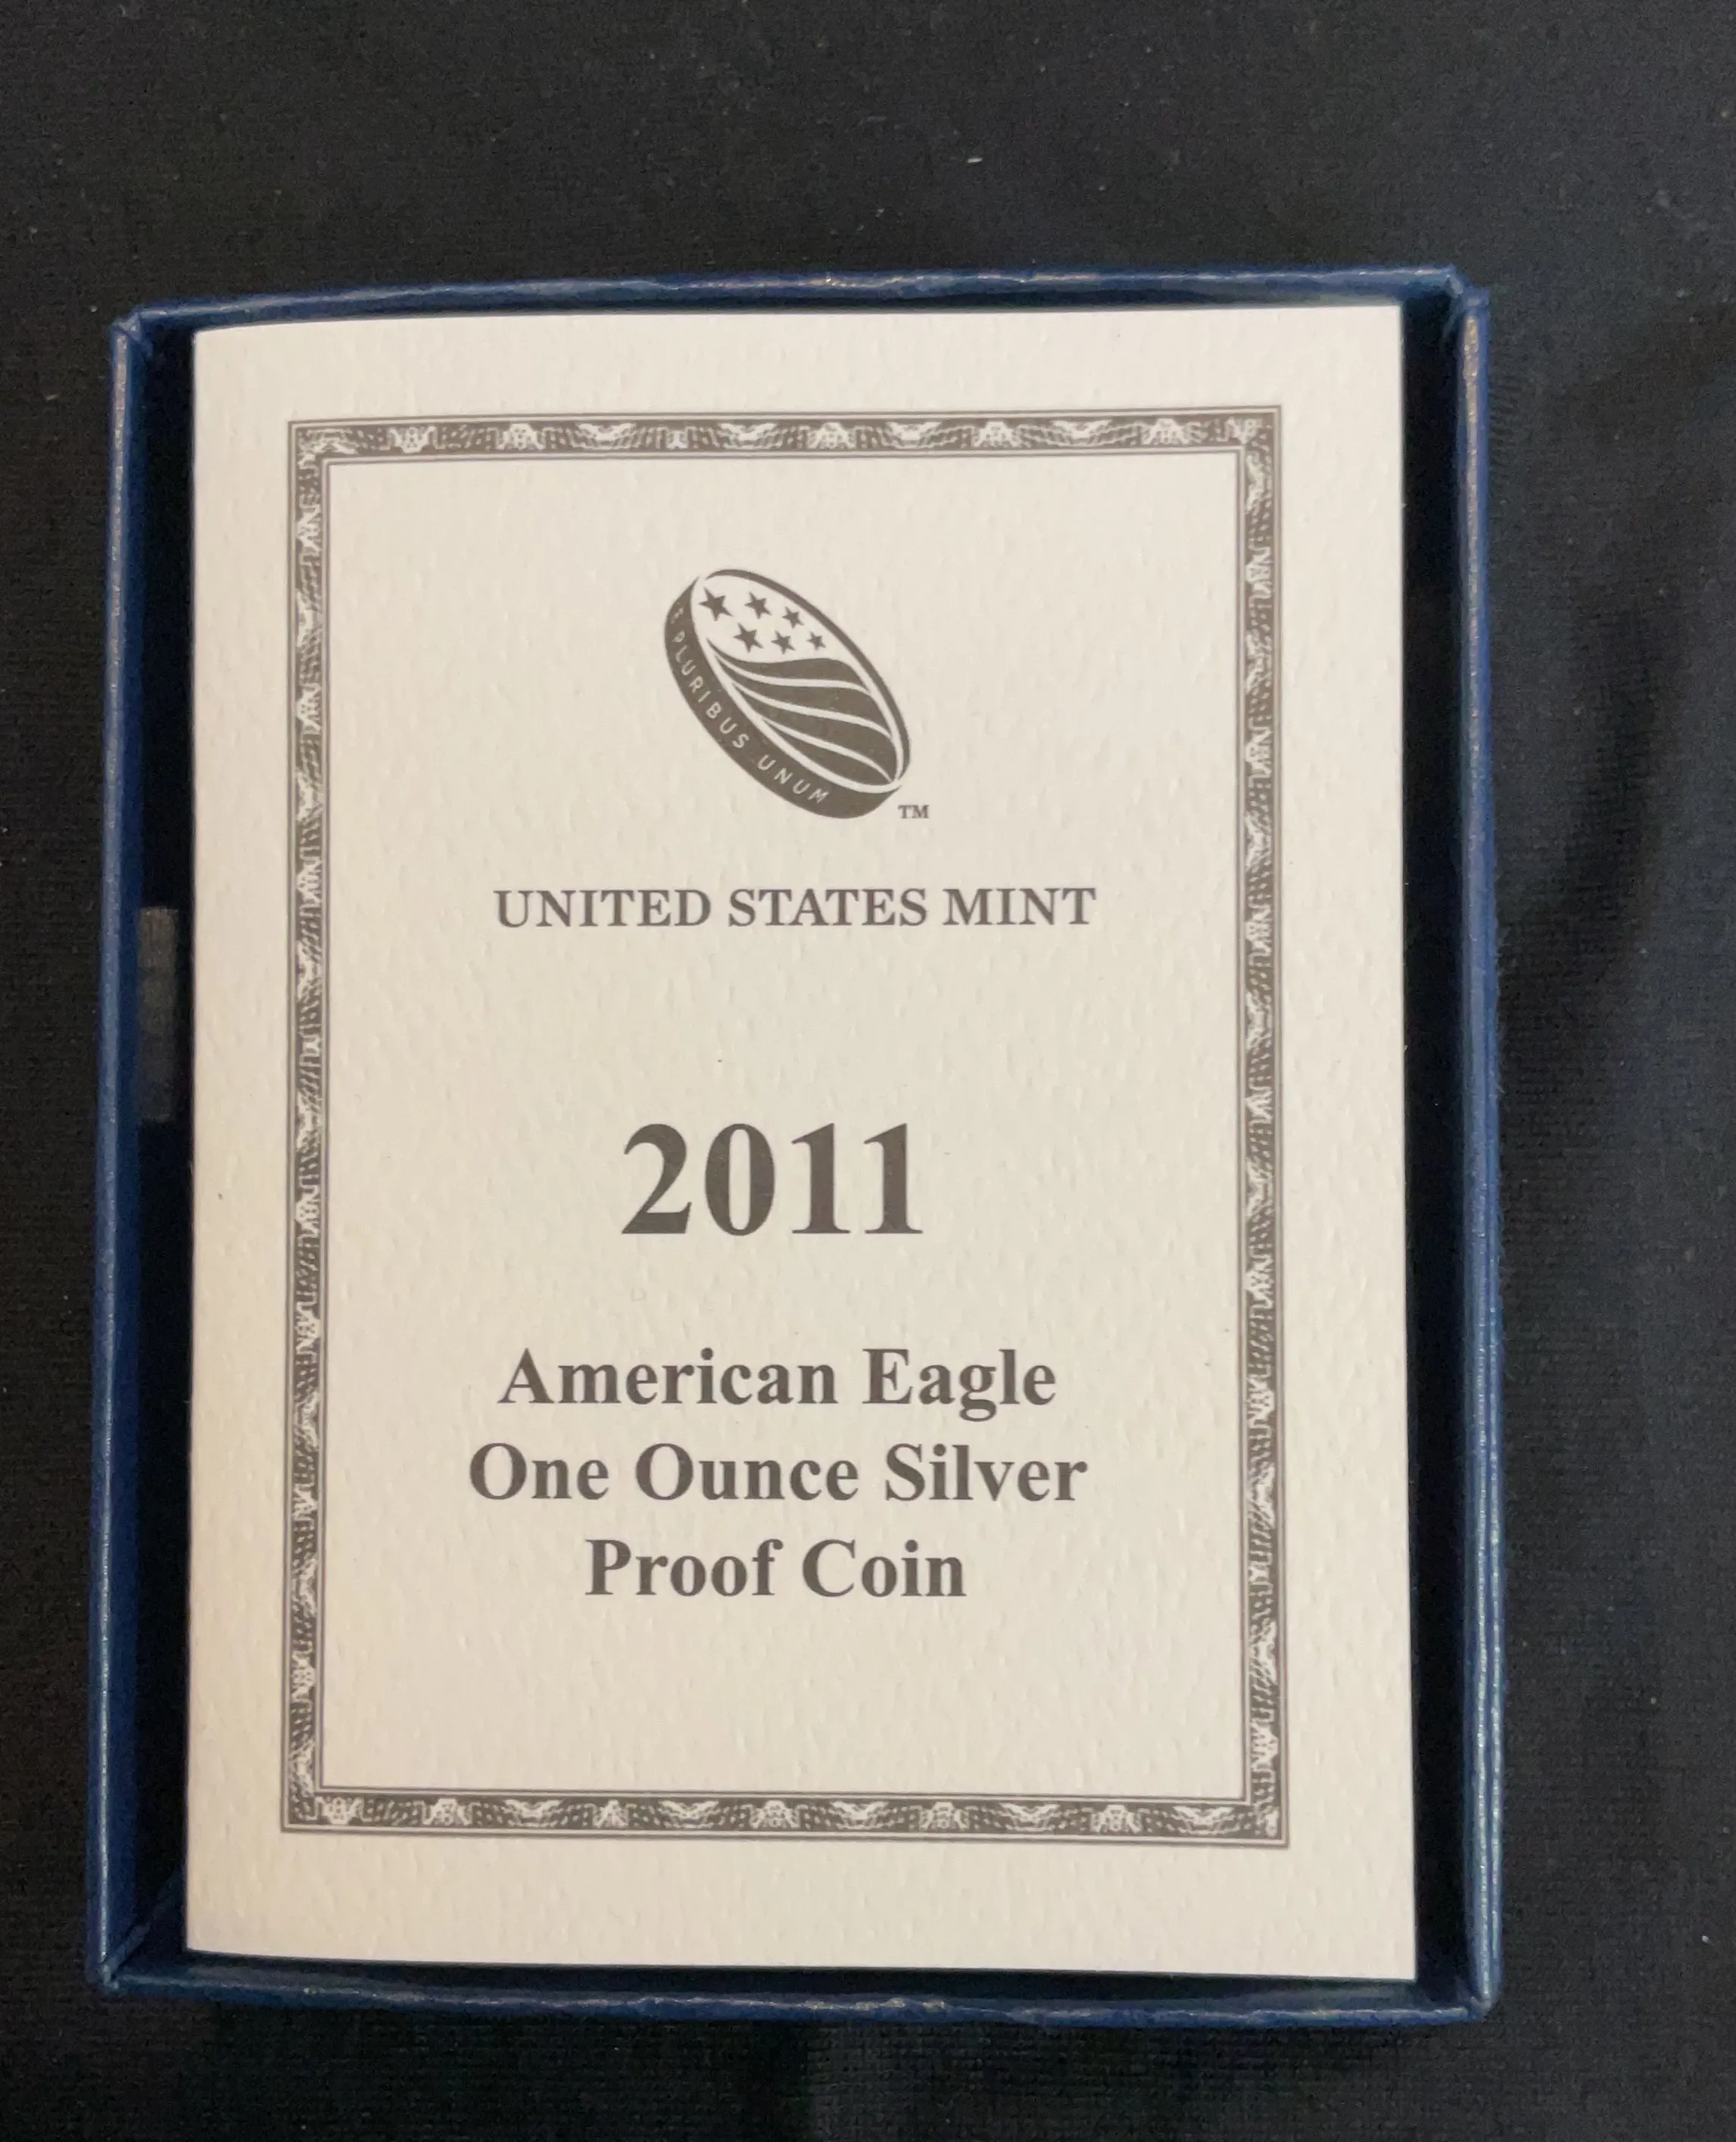 E PLURIBUS UNUM
TM
UNITED STATES MINT
2011
American Eagle
One Ounce Silver
Proof Coin